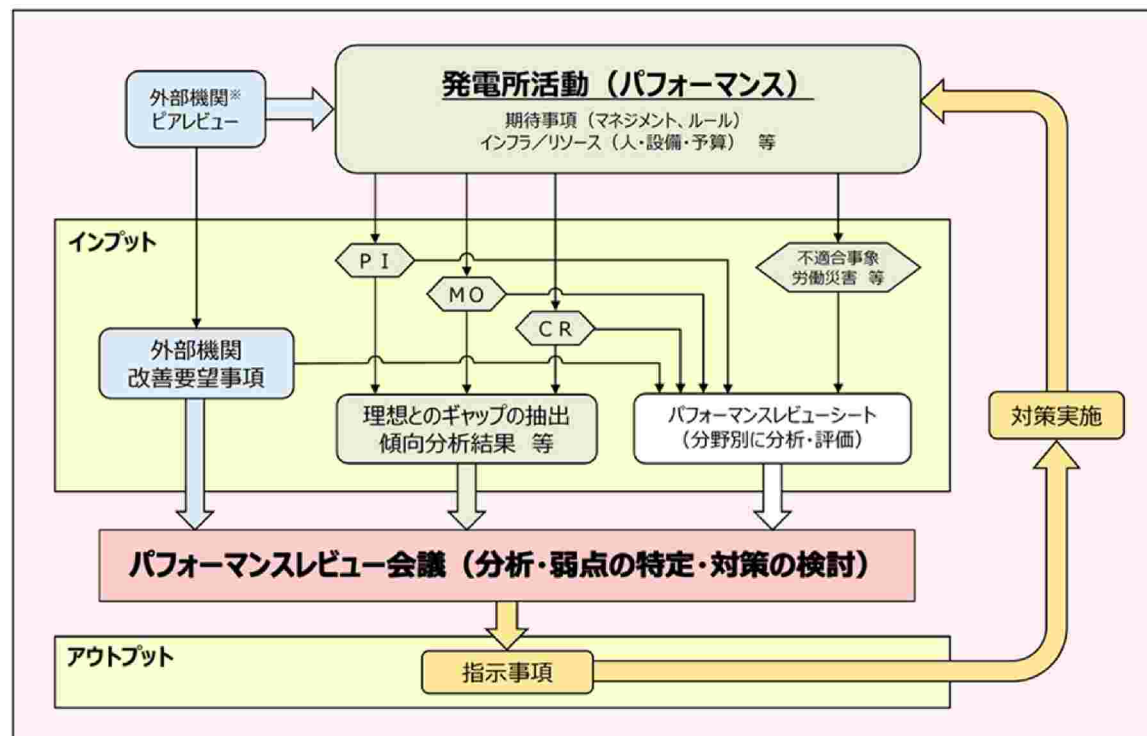 発電所活動（パフォーマンス）
期待事項（マネジメント、ルール）
インフラ／リソース（人・設備・予算）　等
外部機関※
ピアレビュー
インプット
ＰＩ
ＭＯ
ＣＲ
不適合事象
労働災害　等
外部機関
改善要望事項
理想とのギャップの抽出
傾向分析結果　等
パフォーマンスレビューシート
（分野別に分析・評価）
対策実施
パフォーマンスレビュー会議（分析・弱点の特定・対策の検討）
アウトプット
指示事項